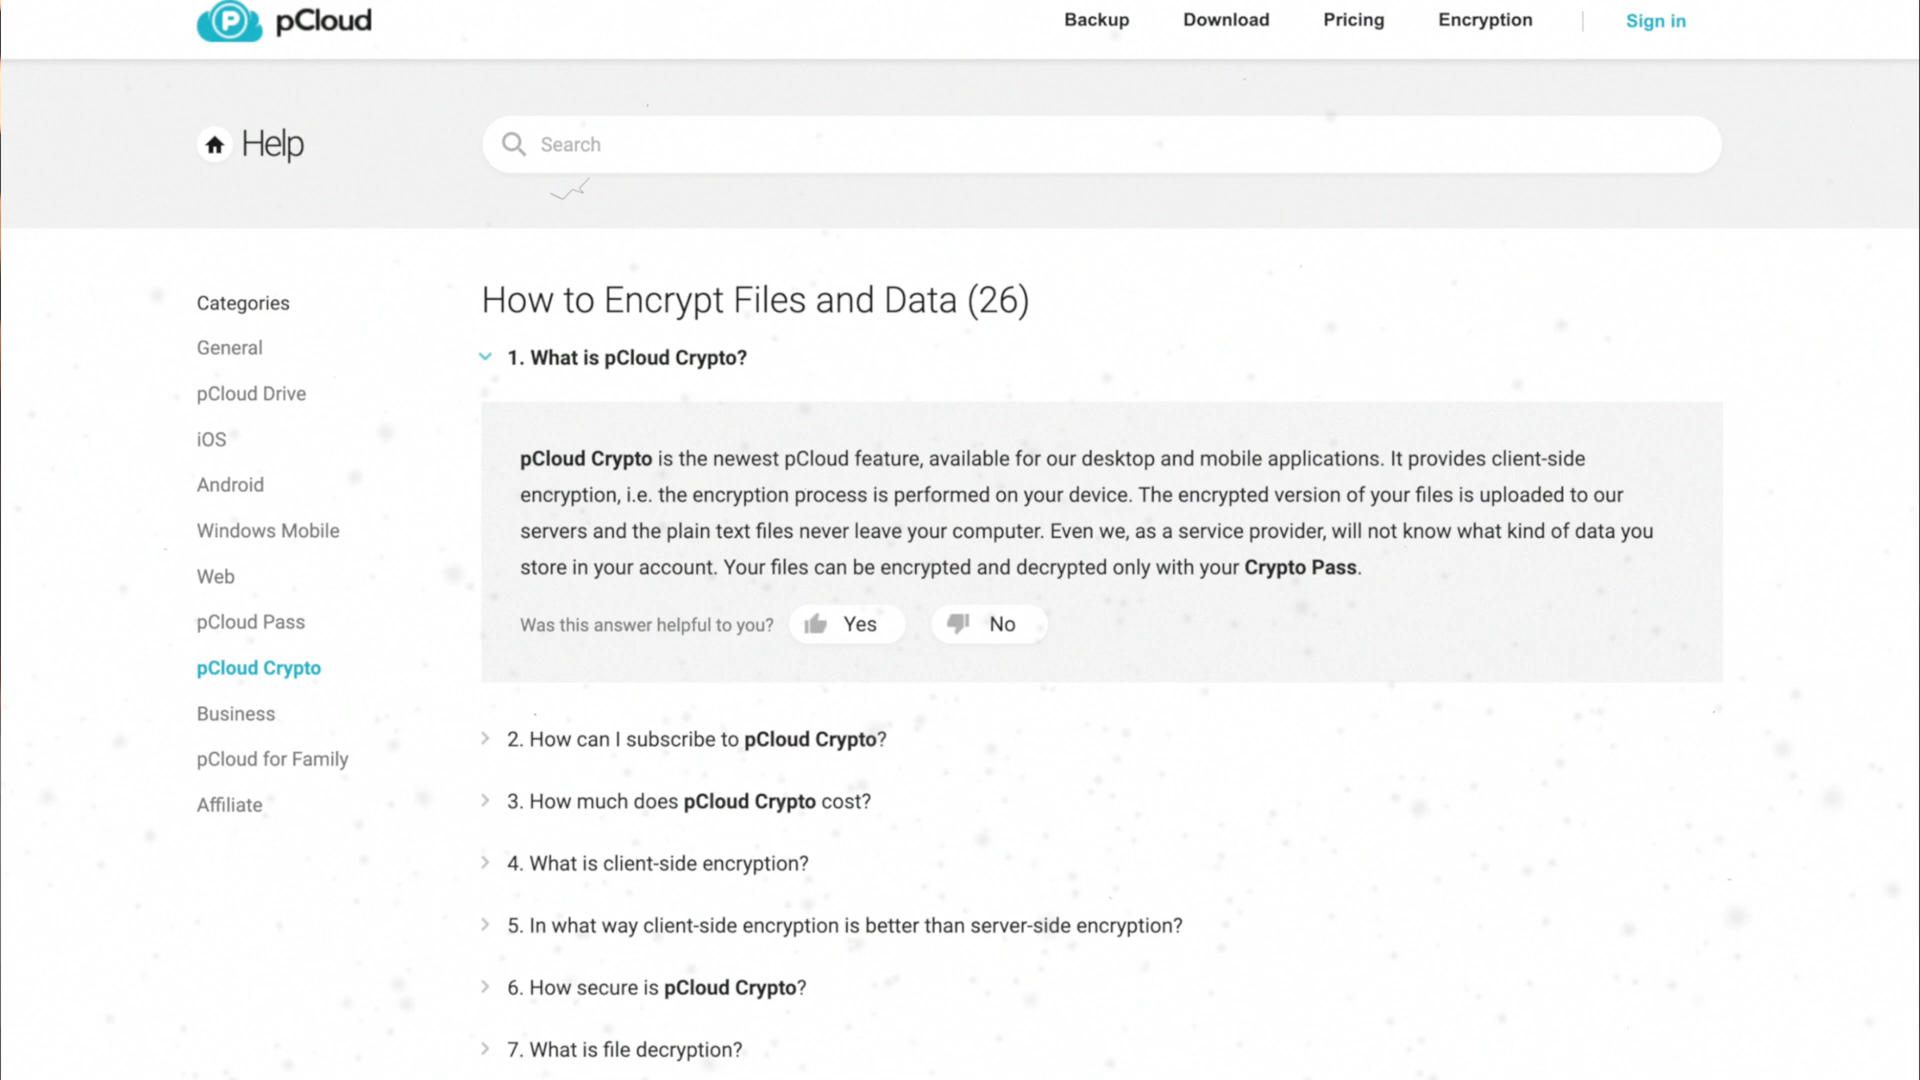 pCloud
Backup
Download
Pricing
Encryption
Sign in
Help
Search
Categories
General
pCloud Drive
iOS
Android
Windows Mobile
Web
pCloud Pass
pCloud Crypto
Business
pCloud for Family
Affiliate
How to Encrypt Files and Data (26)
1. What is pCloud Crypto?
pCloud Crypto is the newest pCloud feature, available for our desktop and mobile applications. It provides client-side
encryption, i.e. the encryption process is performed on your device. The encrypted version of your files is uploaded to our
servers and the plain text files never leave your computer. Even we, as a service provider, will not know what kind of data you
store in your account. Your files can be encrypted and decrypted only with your Crypto Pass.
Was this answer helpful to you?
Yes
No
2. How can I subscribe to pCloud Crypto?
3. How much does pCloud Crypto cost?
4. What is client-side encryption?
5. In what way client-side encryption is better than server-side encryption?
6. How secure is pCloud Crypto?
7. What is file decryption?